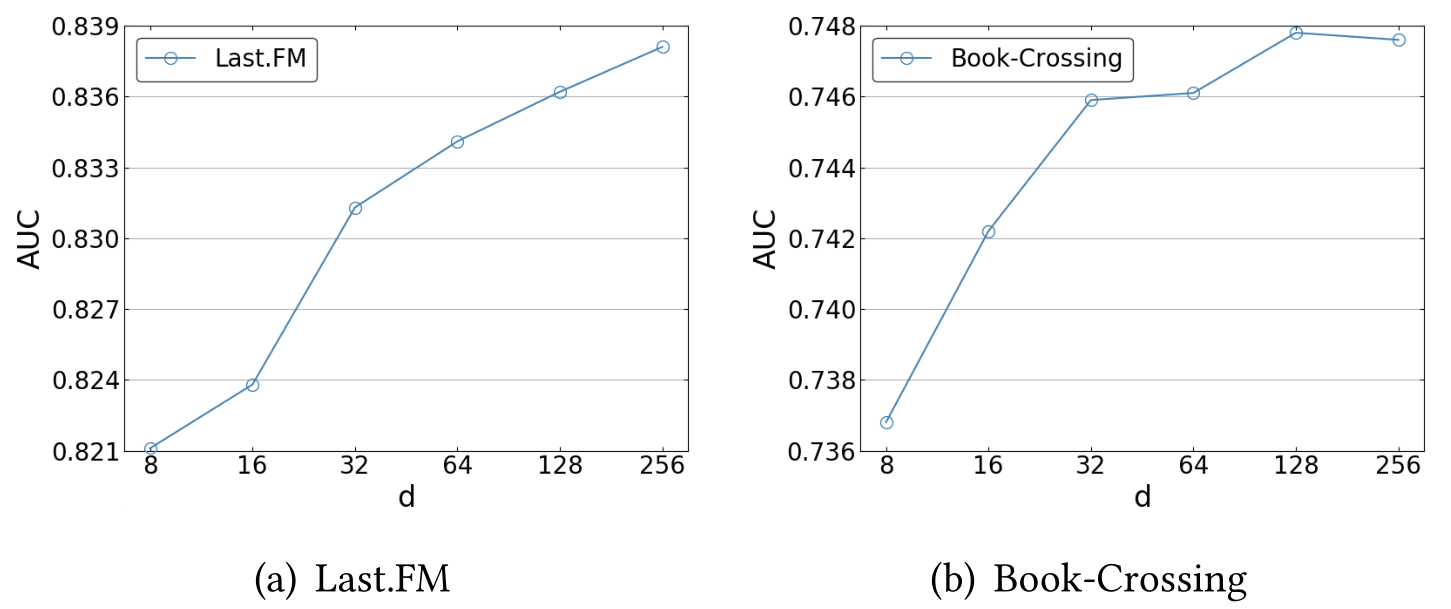 0.839
0.836
0.833
0.830
0.827
0.824
0.821
AUC
Last.FM
8 16 32 64 128 256
d
(a) Last.FM
0.748
0.746
0.744
0.742
0.740
0.738
0.736
AUC
Book-Crossing
8 16 32 64 128 256
d
(b) Book-Crossing